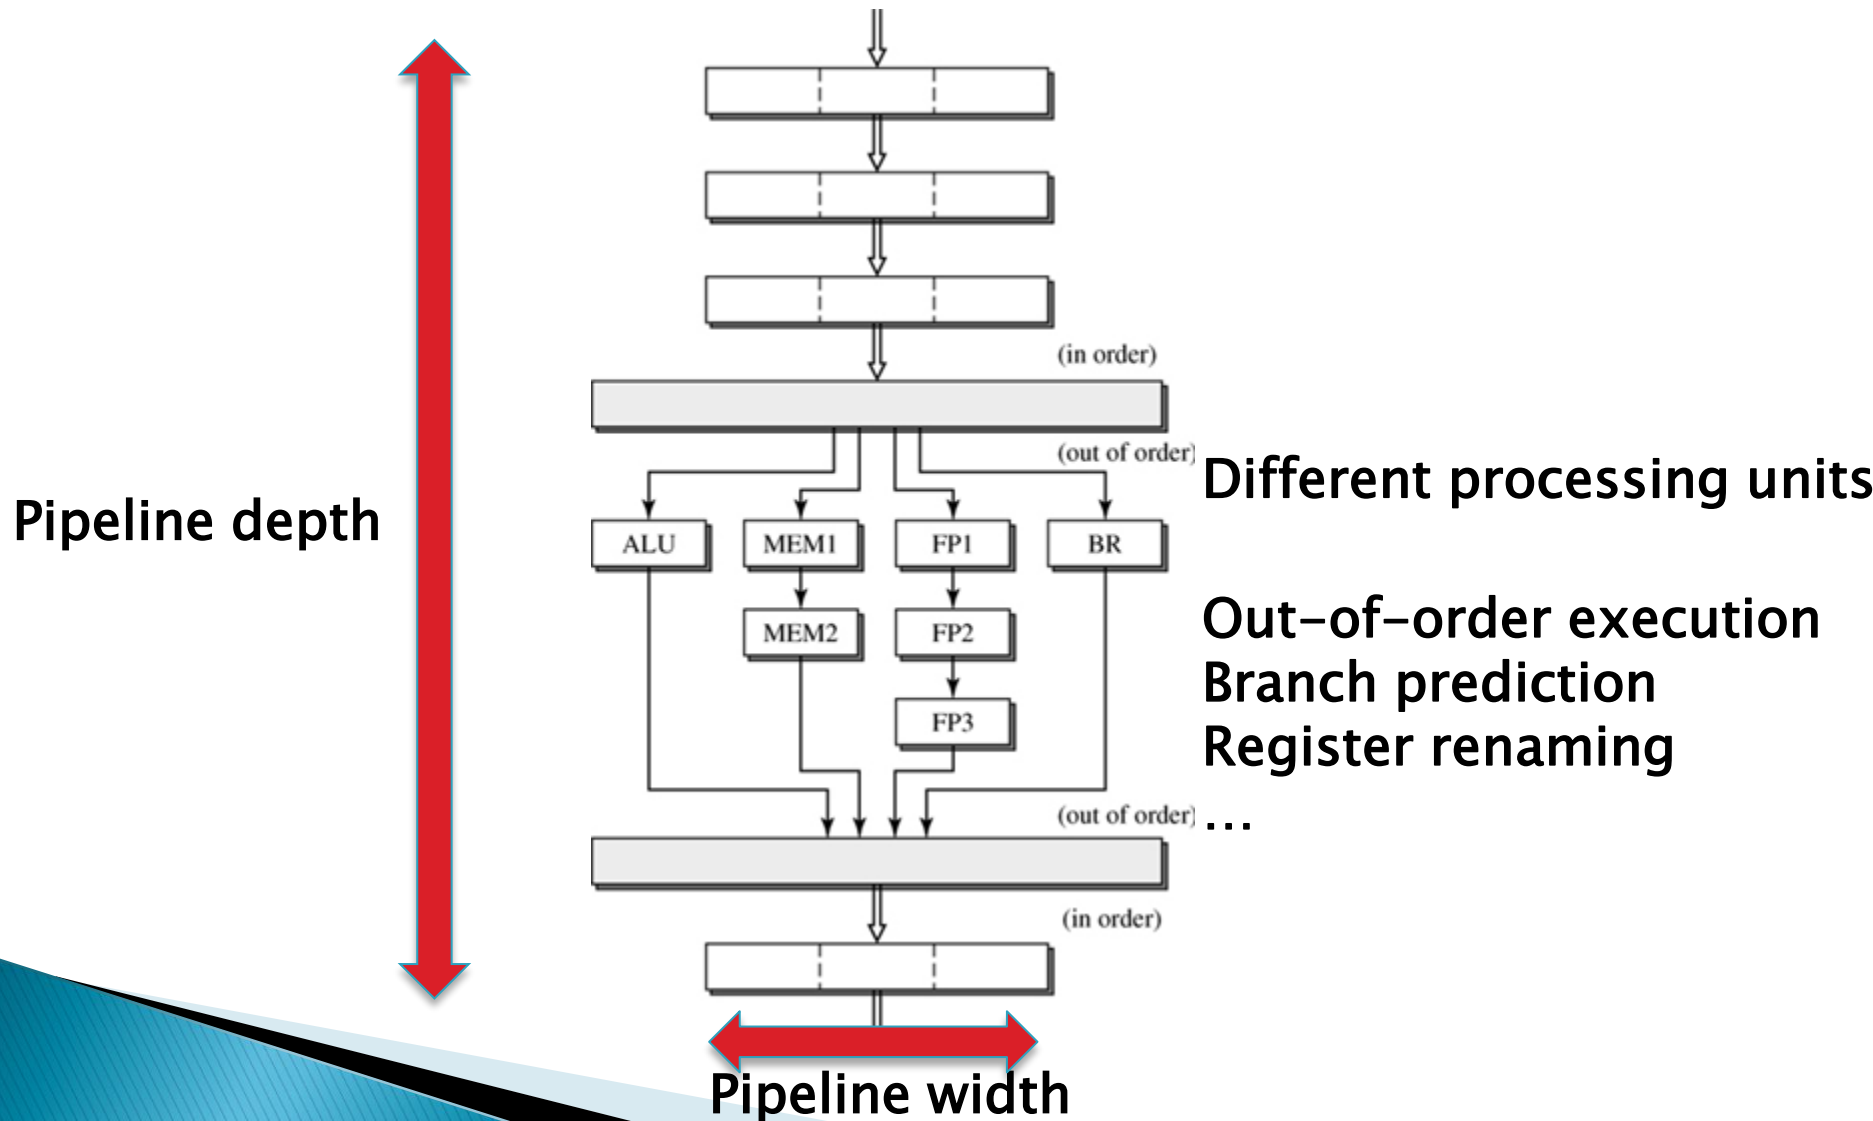 (in order)
(out of order)
Different processing units
Pipeline depth
ALU
MEM1
FP1
BR
MEM2
FP2
FP3
Out-of-order execution
Branch prediction
Register renaming
…
(out of order)
(in order)
Pipeline width